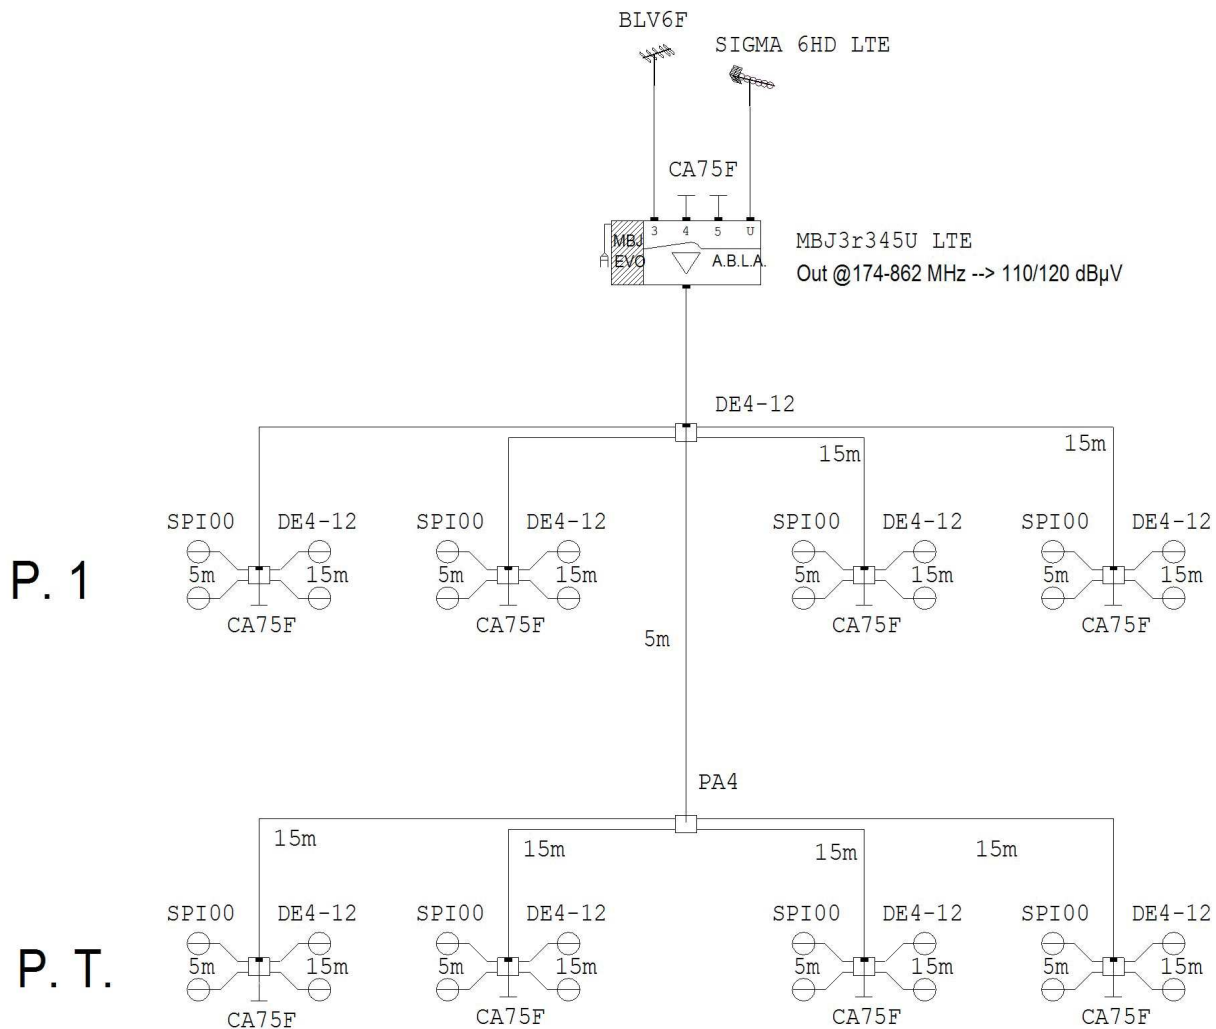 BLV6F
SIGMA 6HD LTE
CA75F
3 4 5 U
MBJ
EVO A.B.L.A.
MBJ3r345U LTE
Out @174-862 MHz --> 110/120 dBµV
DE4-12
15m 15m
SPI00 DE4-12 SPI00 DE4-12 SPI00 DE4-12 SPI00 DE4-12
P. 1
5m 15m 5m 15m 5m 15m 5m 15m
CA75F CA75F CA75F CA75F
5m
PA4
15m 15m 15m 15m
SPI00 DE4-12 SPI00 DE4-12 SPI00 DE4-12 SPI00 DE4-12
P. T.
5m 15m 5m 15m 5m 15m 5m 15m
CA75F CA75F CA75F CA75F